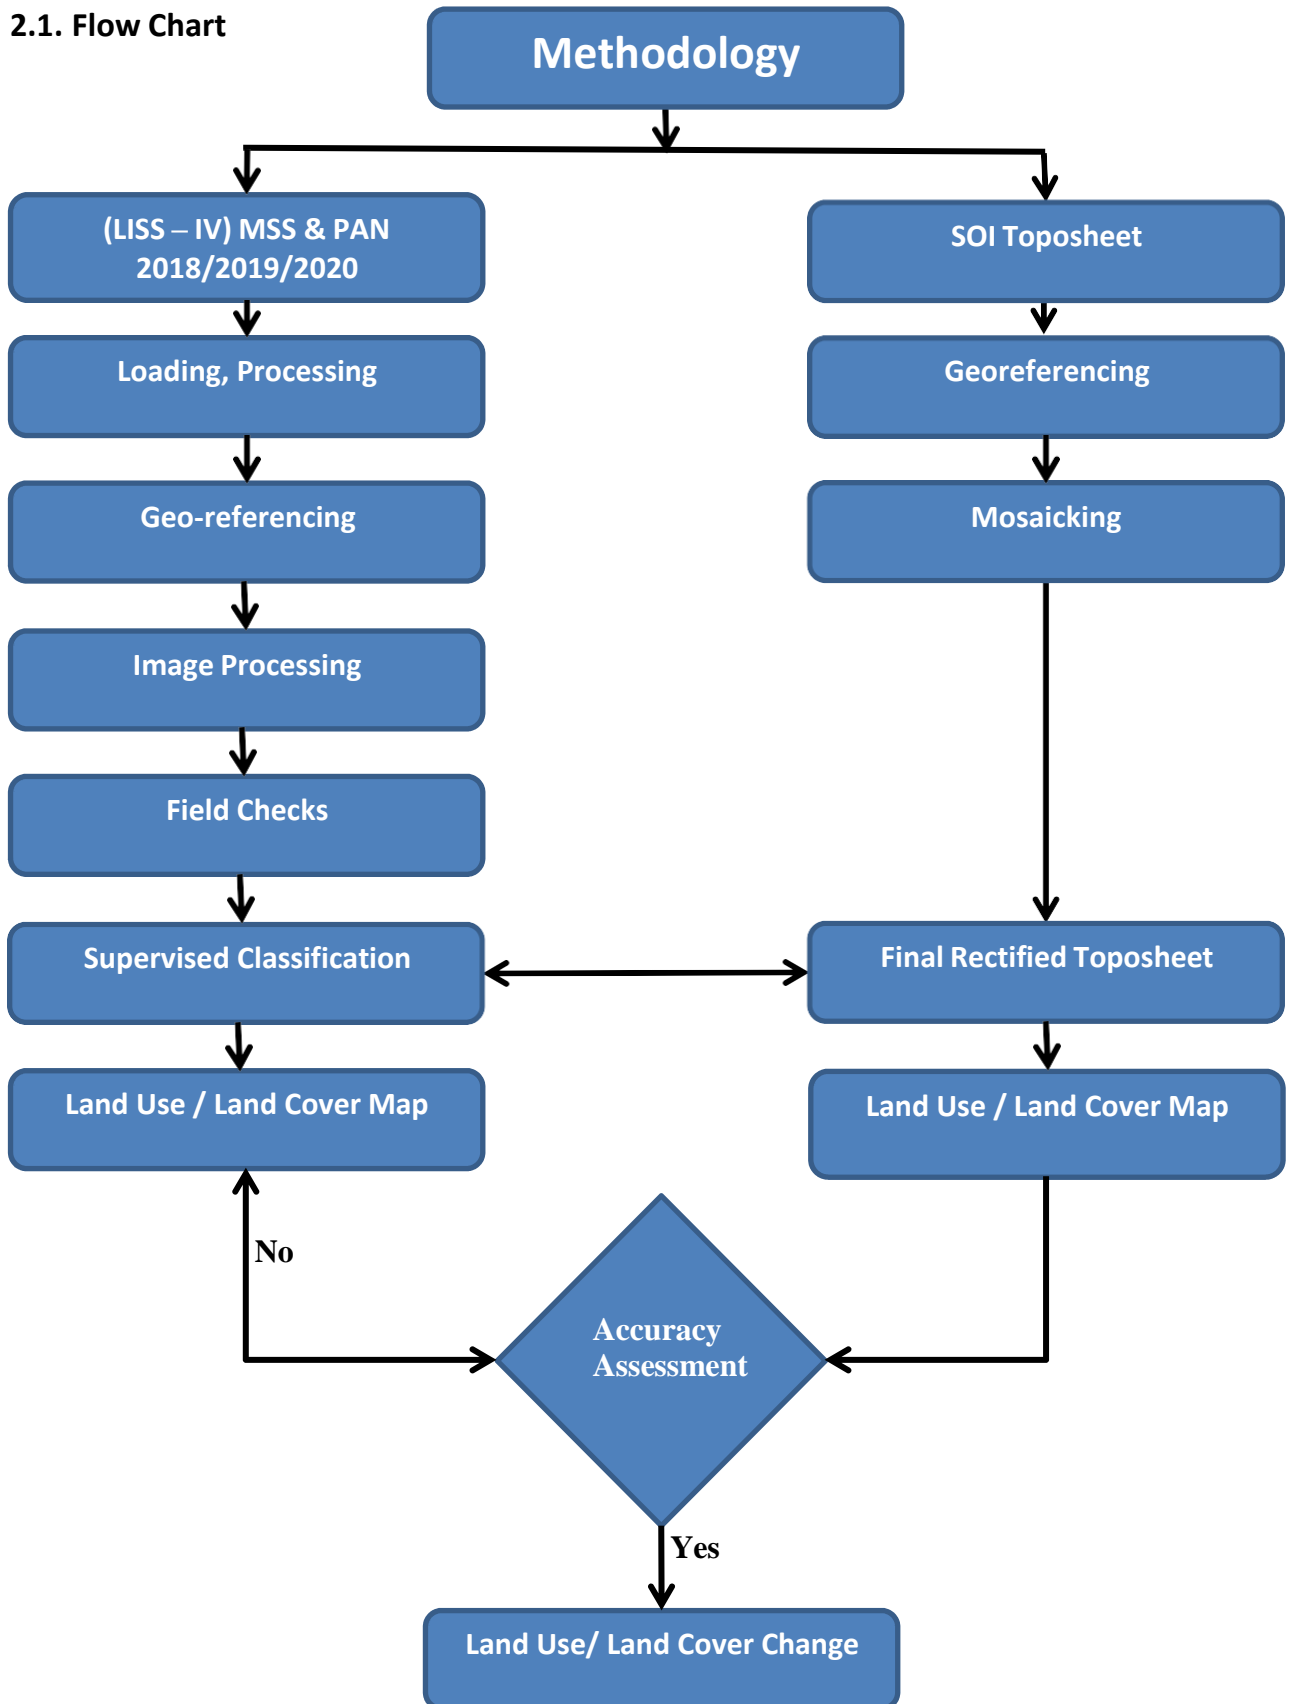 2.1. Flow Chart
Methodology
(LISS – IV) MSS & PAN
2018/2019/2020
SOI Toposheet
Loading, Processing
Georeferencing
Geo-referencing
Mosaicking
Image Processing
Field Checks
Supervised Classification
Final Rectified Toposheet
Land Use / Land Cover Map
Land Use / Land Cover Map
No
Accuracy
Assessment
Yes
Land Use/ Land Cover Change